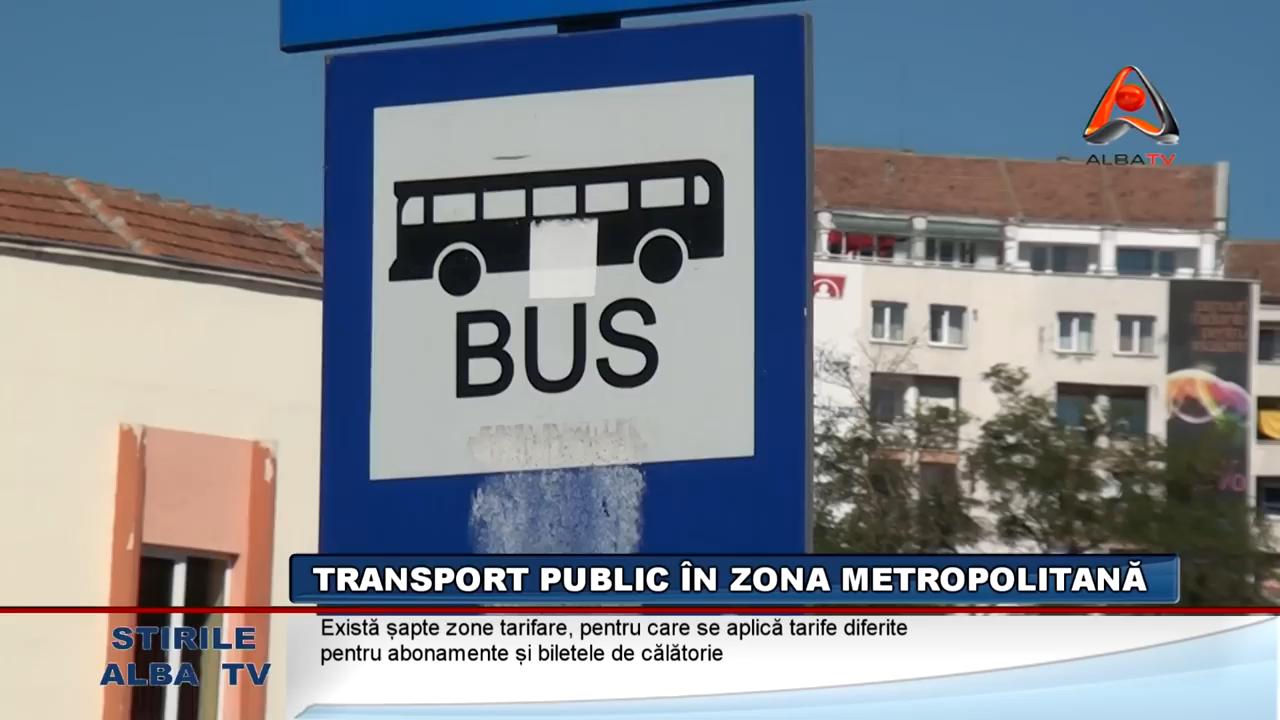 ALBA TV
BUS
TRANSPORT PUBLIC ÎN ZONA METROPOLITANĂ
Există șapte zone tarifare, pentru care se aplică tarife diferite
pentru abonamente și biletele de călătorie
STIRILE
ALBA TV